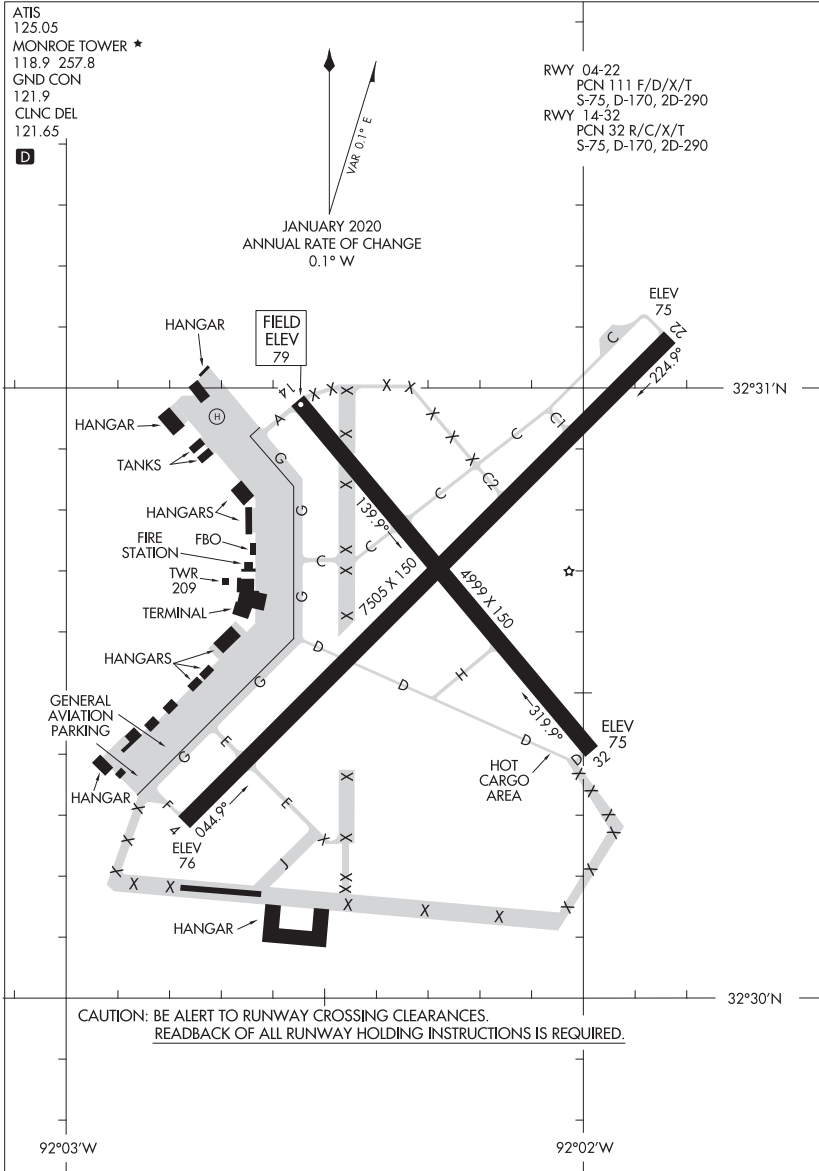 ATIS
125.05
MONROE TOWER ★
118.9 257.8
GND CON
121.9
CLNC DEL
121.65
D
VAR 0.1° E
JANUARY 2020
ANNUAL RATE OF CHANGE
0.1° W
RWY 04-22
PCN 111 F/D/X/T
S-75, D-170, 2D-290
RWY 14-32
PCN 32 R/C/X/T
S-75, D-170, 2D-290
ELEV
75
22
224.9°
HANGAR
FIELD
ELEV
79
14
X X X X X
32°31'N
H
A
C
C1
C
X
X
X
X
HANGAR
G
TANKS
C2
C
X
HANGARS
G
139.9°
FIRE
STATION
FBO
C
C
X
X
TWR
209
7505 X 150
4999 X 150
G
X
TERMINAL
D
HANGARS
H
D
G
319.9°
GENERAL
AVIATION
PARKING
ELEV
75
32
E
D
G
D
HOT
CARGO
AREA
X
X
X
HANGAR
F
E
X
X
X
4
044.9°
ELEV
76
X
X
X
J
X
X
X
X
X X
X
X
X
X
X
HANGAR
32°30'N
CAUTION: BE ALERT TO RUNWAY CROSSING CLEARANCES.
READBACK OF ALL RUNWAY HOLDING INSTRUCTIONS IS REQUIRED.
92°03'W
92°02'W